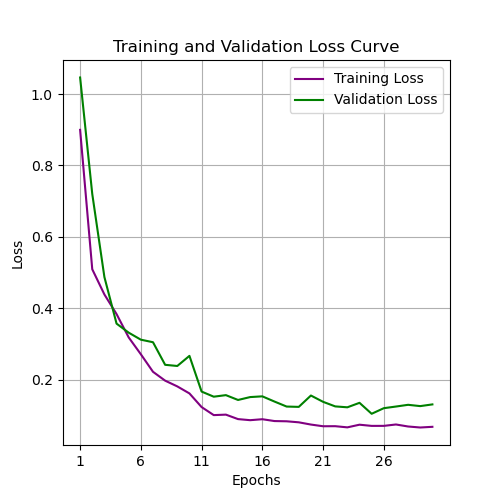 Training and Validation Loss Curve
Training Loss
Validation Loss
1.0
0.8
0.6
0.4
0.2
Loss
1 6 11 16 21 26
Epochs